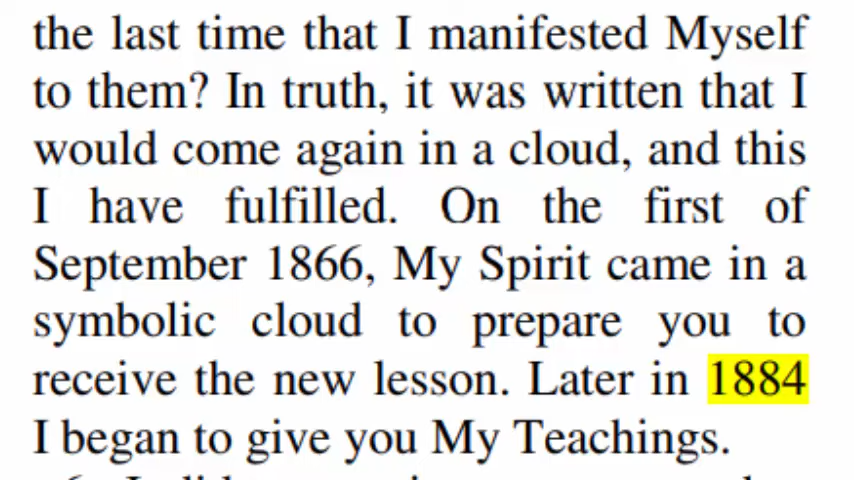 the last time that I manifested Myself
to them? In truth, it was written that I
would come again in a cloud, and this
I have fulfilled. On the first of
September 1866, My Spirit came in a
symbolic cloud to prepare you to
receive the new lesson. Later in 1884
I began to give you My Teachings.